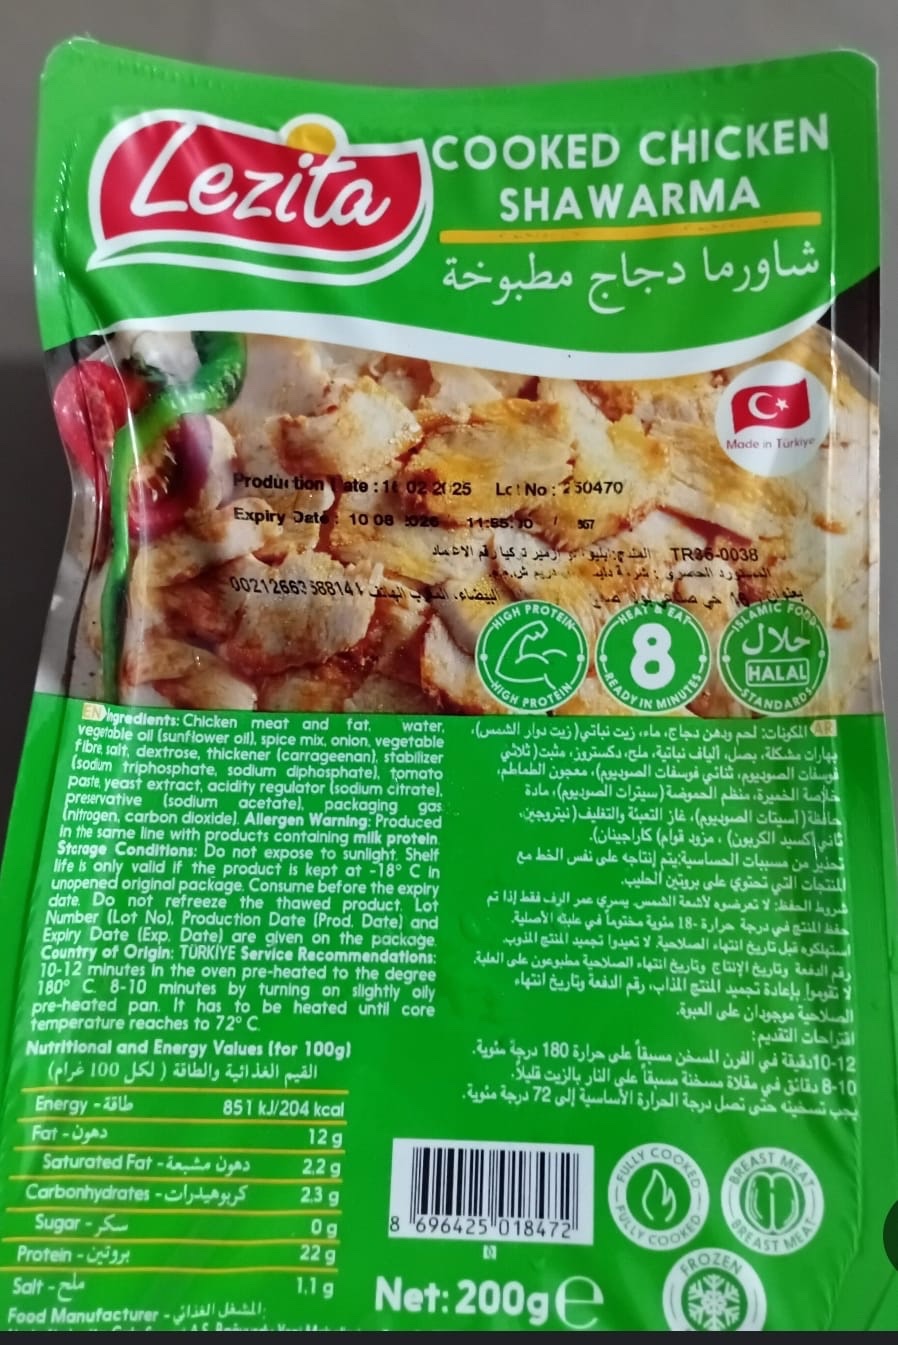 Lezita
COOKED CHICKEN
SHAWARMA
شاورما دجاج مطبوخة
Made in Türkiye
02 2025 No : 50470
Expiry Date : 10 08 2026
TR35-0038
HIGH PROTEIN
HIGH PROTEIN
HEAT & EAT
8
READY IN MINUTES
ISLAMIC FOOD
حلال
HALAL
STANDARDS
EN Ingredients: Chicken meat and fat, water,
vegetable oil (sunflower oil), spice mix, onion, vegetable
fibre, salt, dextrose, thickener (carrageenan), stabilizer
(sodium triphosphate, sodium diphosphate), tomato
paste, yeast extract, acidity regulator (sodium citrate),
preservative (sodium acetate), packaging gas
(nitrogen, carbon dioxide). Allergen Warning: Produced
in the same line with products containing milk protein.
Storage Conditions: Do not expose to sunlight. Shelf
life is only valid if the product is kept at -18° C in
unopened original package. Consume before the expiry
date. Do not refreeze the thawed product. Lot
Number (Lot No), Production Date (Prod. Date) and
Expiry Date (Exp. Date) are given on the package.
Country of Origin: TÜRKİYE Service Recommendations:
10-12 minutes in the oven pre-heated to the degree
180° C. 8-10 minutes by turning on slightly oily
pre-heated pan. It has to be heated until core
temperature reaches to 72° C.
AR المكونات: لحم ودهن دجاج، ماء، زيت نباتي (زيت دوار الشمس)،
بهارات مشكلة، بصل، ألياف نباتية، ملح، دكستروز، مثبت (ثلاثي
فوسفات الصوديوم، ثنائي فوسفات الصوديوم)، معجون الطماطم،
خلاصة الخميرة، منظم الحموضة (سيترات الصوديوم)، مادة
حافظة (أسيتات الصوديوم)، غاز التعبئة والتغليف (نيتروجين،
ثاني أكسيد الكربون) ، مزود قوام (كاراجينان).
تحذير من مسببات الحساسية: يتم إنتاجه على نفس الخط مع
المنتجات التي تحتوي على بروتين الحليب.
شروط الحفظ: لا تعرضوه لأشعة الشمس. يسري عمر الرف فقط إذا تم
حفظ المنتج في درجة حرارة -18 مئوية مختوماً في علبته الأصلية.
استهلكوه قبل تاريخ انتهاء الصلاحية. لا تعيدوا تجميد المنتج المذوب.
رقم الدفعة وتاريخ الإنتاج وتاريخ انتهاء الصلاحية مطبوعون على العلبة.
لا تقوموا بإعادة تجميد المنتج المذاب، رقم الدفعة وتاريخ انتهاء
الصلاحية موجودان على العبوة.
اقتراحات التقديم:
10-12 دقيقة في الفرن المسخن مسبقاً على حرارة 180 درجة مئوية.
8-10 دقائق في مقلاة مسخنة مسبقاً على النار بالزيت قليلاً.
يجب تسخينه حتى تصل درجة الحرارة الأساسية إلى 72 درجة مئوية.
Nutritional and Energy Values (for 100g)
القيم الغذائية والطاقة ( لكل 100 غرام)
Energy - طاقة 851 kJ/204 kcal
Fat - دهون 12 g
Saturated Fat - دهون مشبعة 2,2 g
Carbonhydrates - كربوهيدرات 2,3 g
Sugar - سكر 0 g
Protein - بروتين 22 g
Salt - ملح 1,1 g
Food Manufacturer - المشغل الغذائي:
8 696425 018472
Net: 200g e
FULLY COOKED
FULLY COOKED
BREAST MEAT
BREAST MEAT
FROZEN